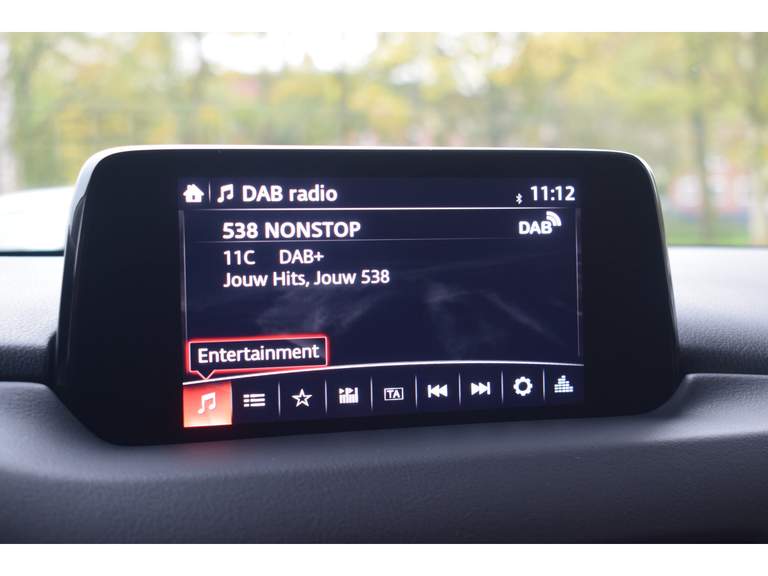 DAB radio 11:12
538 NONSTOP DAB
11C DAB+
Jouw Hits, Jouw 538
Entertainment
TA